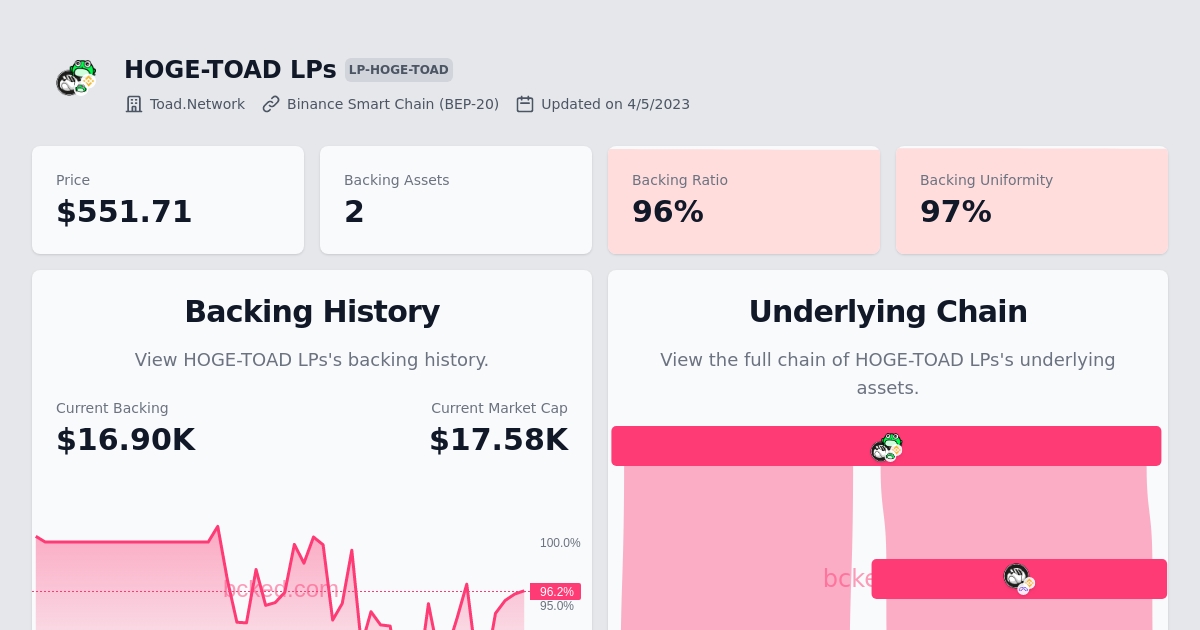 HOGE-TOAD LPs LP-HOGE-TOAD
Toad.Network Binance Smart Chain (BEP-20) Updated on 4/5/2023
Price
$551.71
Backing Assets
2
Backing Ratio
96%
Backing Uniformity
97%
Backing History
View HOGE-TOAD LPs's backing history.
Current Backing
$16.90K
Current Market Cap
$17.58K
100.0%
96.2%
95.0%
bcked.com
Underlying Chain
View the full chain of HOGE-TOAD LPs's underlying
assets.
bcke